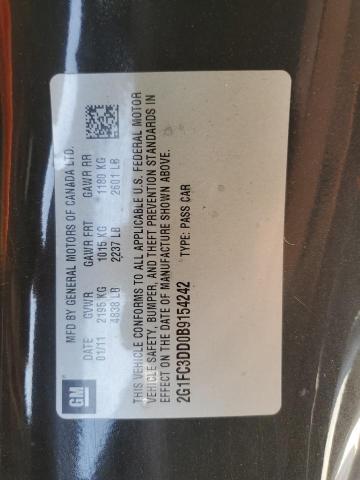 GM
MFD BY GENERAL MOTORS OF CANADA LTD.
DATE GVWR GAWR FRT GAWR RR
01/11 2195 KG 1015 KG 1180 KG
4838 LB 2237 LB 2601 LB
THIS VEHICLE CONFORMS TO ALL APPLICABLE U.S. FEDERAL MOTOR
VEHICLE SAFETY, BUMPER, AND THEFT PREVENTION STANDARDS IN
EFFECT ON THE DATE OF MANUFACTURE SHOWN ABOVE.
2G1FC3DD0B9154242 TYPE: PASS CAR